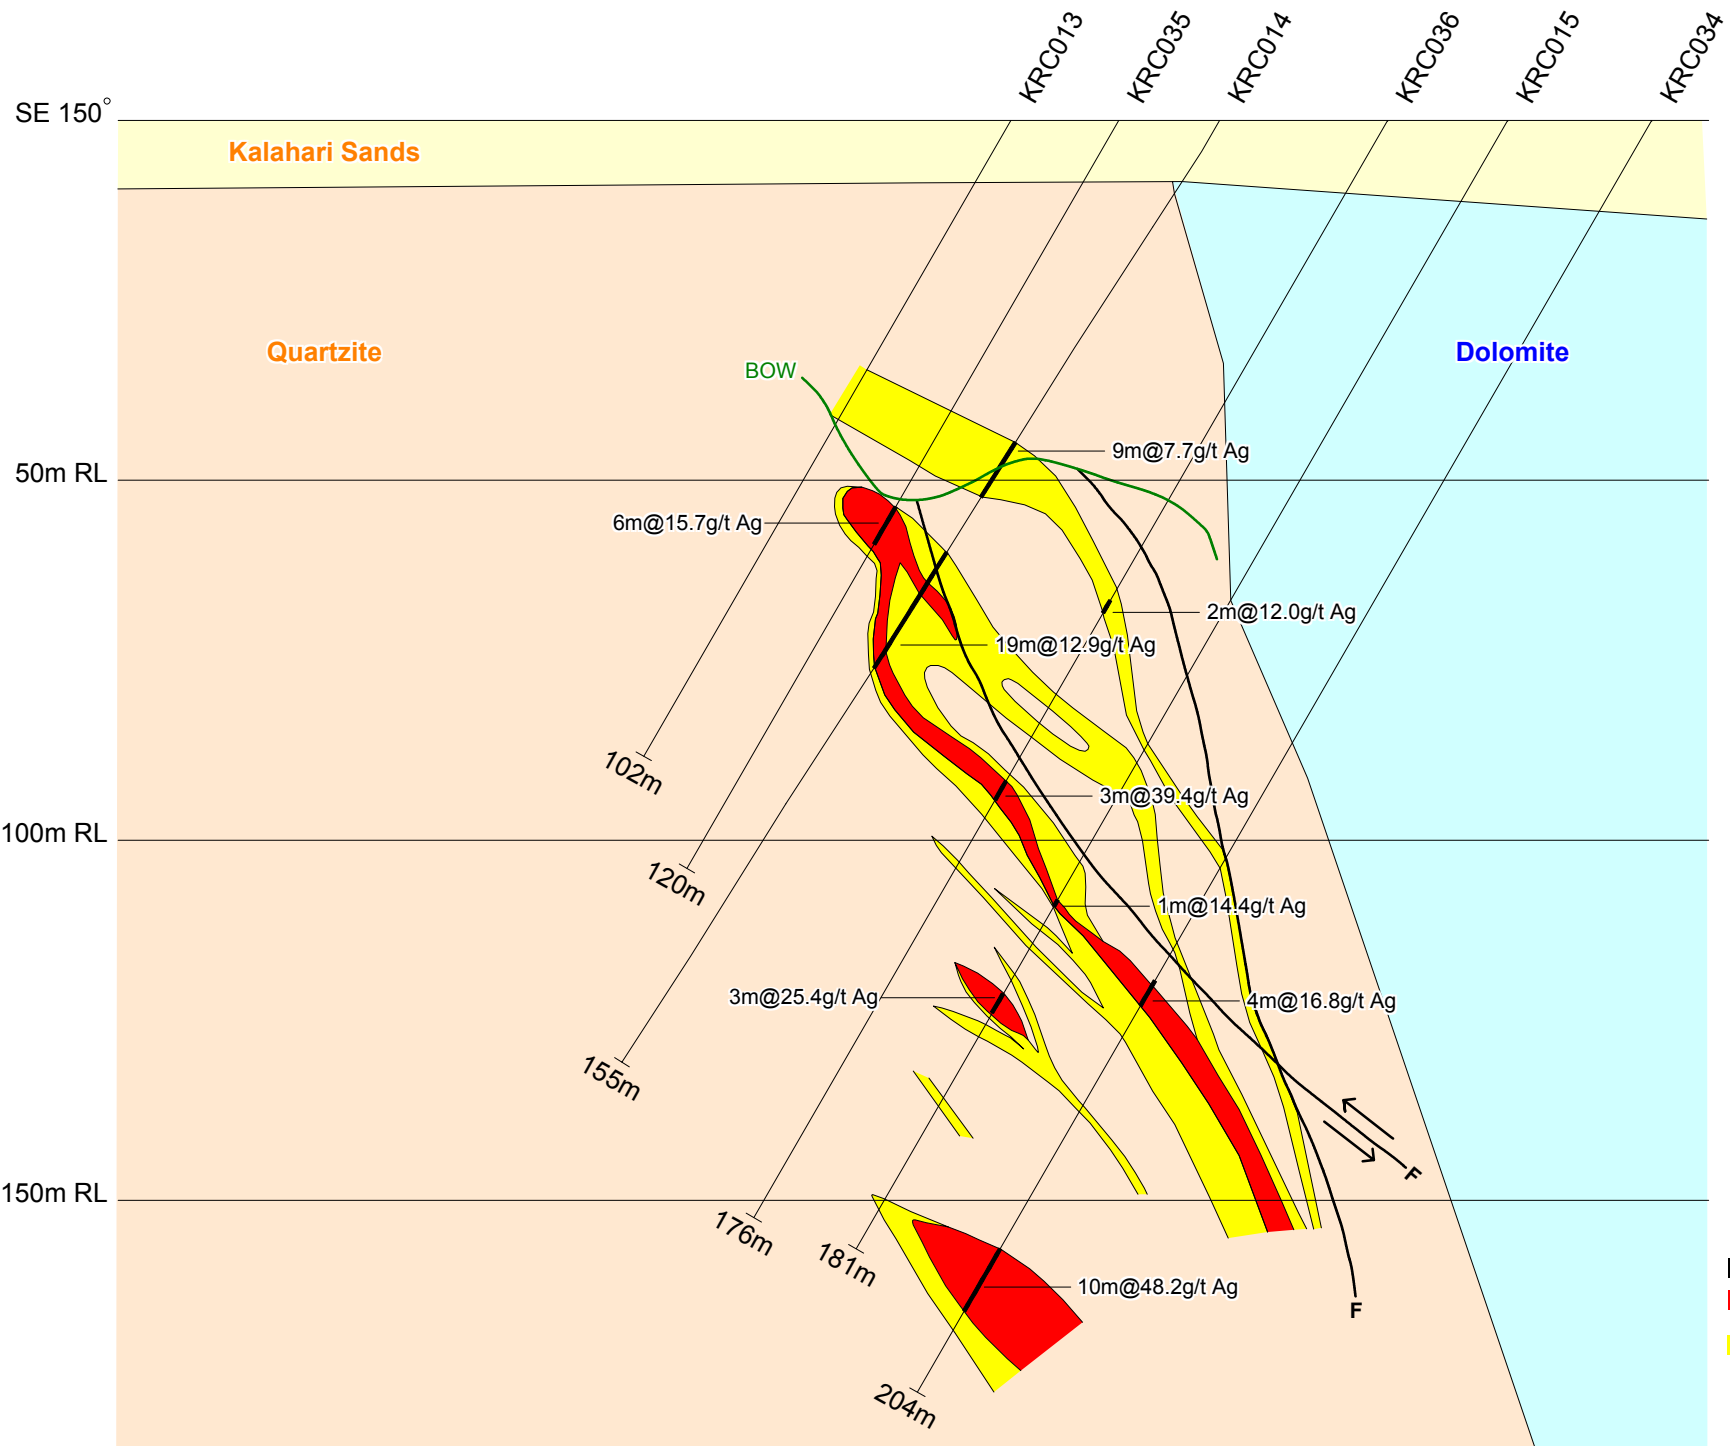 KRC013
KRC035
KRC014
KRC036
KRC015
KRC034
SE 150°
Kalahari Sands
Quartzite
Dolomite
BOW
9m@7.7g/t Ag
50m RL
6m@15.7g/t Ag
2m@12.0g/t Ag
19m@12.9g/t Ag
102m
3m@39.4g/t Ag
100m RL
120m
1m@14.4g/t Ag
3m@25.4g/t Ag
4m@16.8g/t Ag
155m
F
150m RL
176m
181m
10m@48.2g/t Ag
F
204m